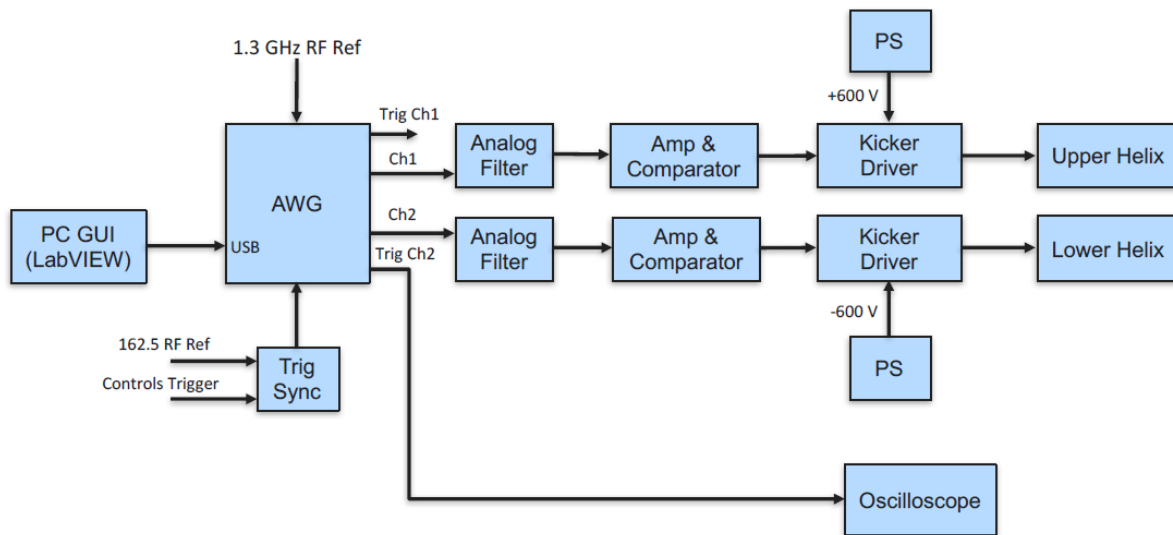 1.3 GHz RF Ref
PS
+600 V
Trig Ch1
Ch1
Analog
Filter
Amp &
Comparator
Kicker
Driver
Upper Helix
AWG
USB
PC GUI
(LabVIEW)
Ch2
Trig Ch2
Analog
Filter
Amp &
Comparator
Kicker
Driver
Lower Helix
-600 V
PS
162.5 RF Ref
Controls Trigger
Trig
Sync
Oscilloscope